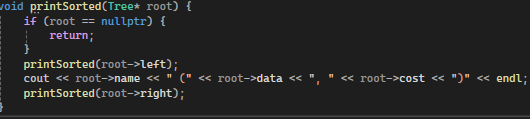 void printSorted(Tree* root) {
if (root == nullptr) {
return;
}
printSorted(root->left);
cout << root->name << " (" << root->data << ", " << root->cost << ")" << endl;
printSorted(root->right);
}